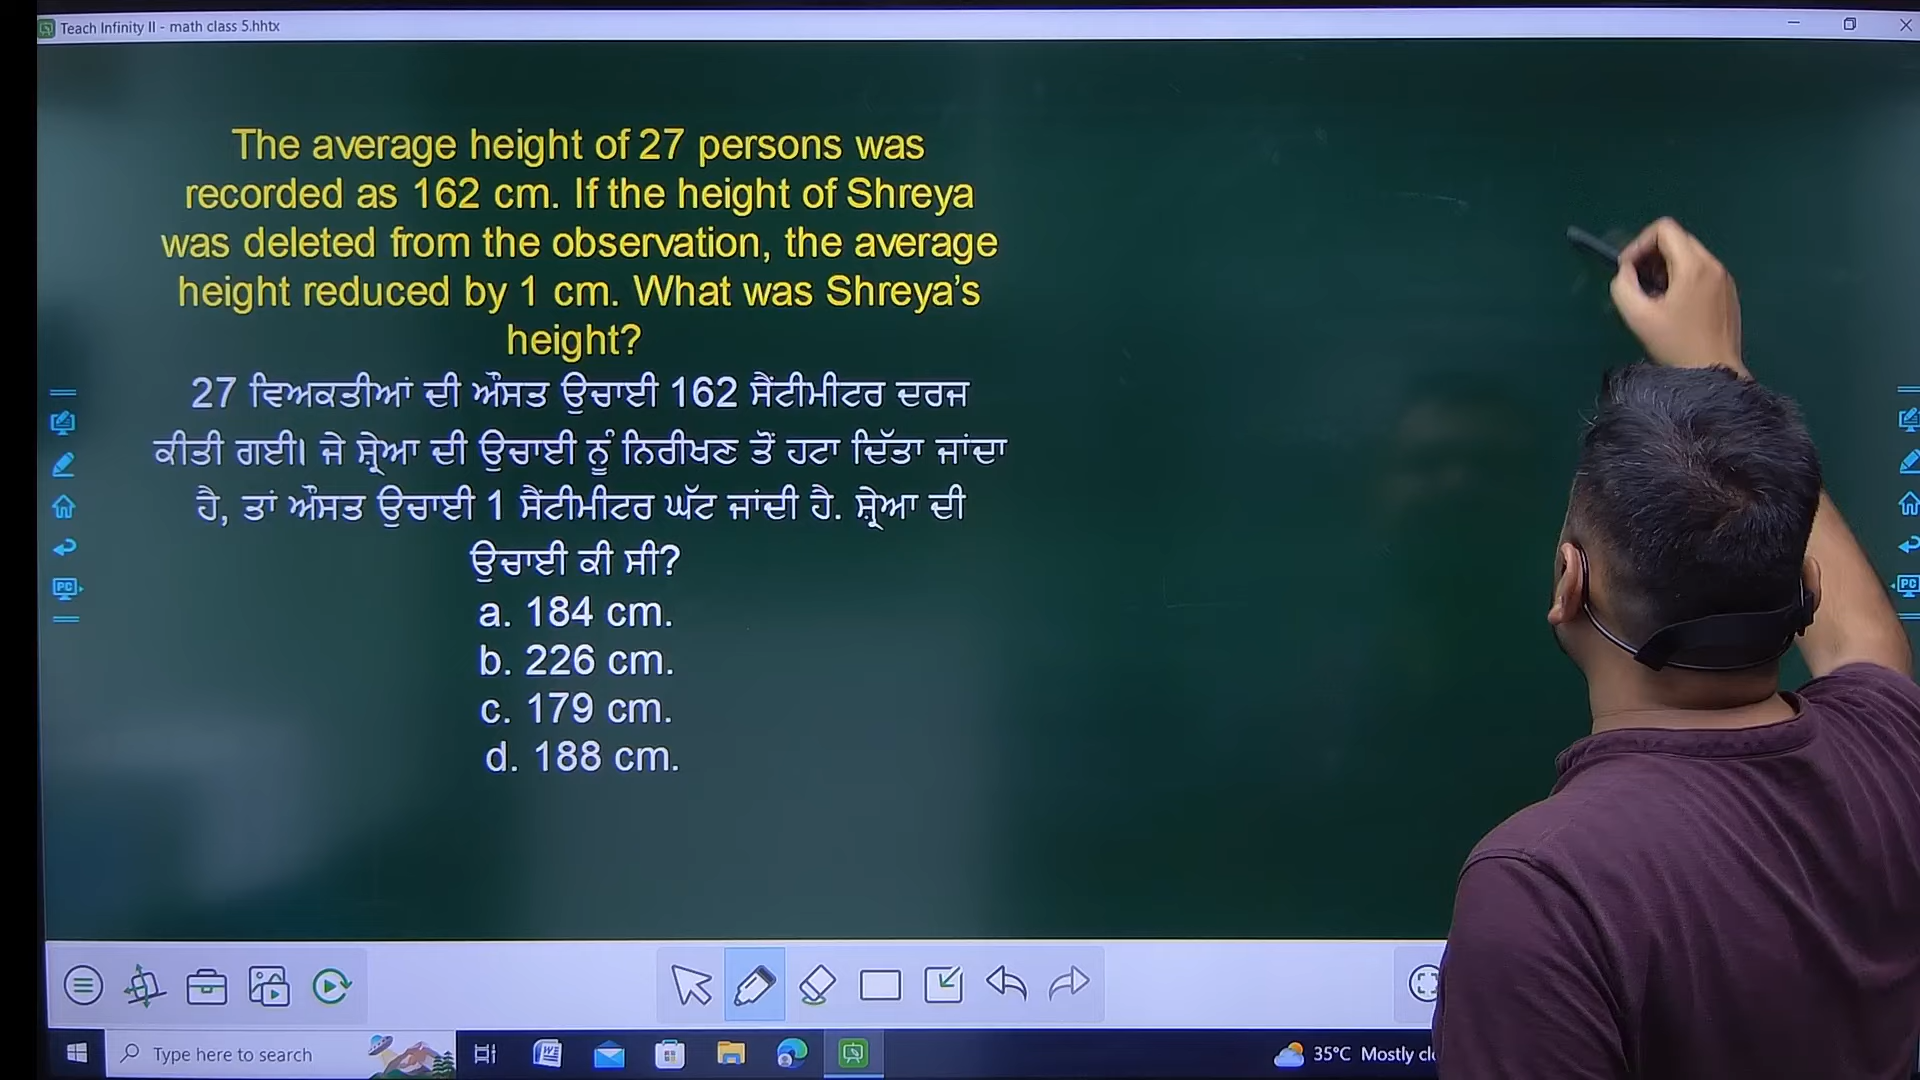 Teach Infinity II - math class 5.hhtx
The average height of 27 persons was
recorded as 162 cm. If the height of Shreya
was deleted from the observation, the average
height reduced by 1 cm. What was Shreya's
height?
27 ਵਿਅਕਤੀਆਂ ਦੀ ਔਸਤ ਉਚਾਈ 162 ਸੈਂਟੀਮੀਟਰ ਦਰਜ
ਕੀਤੀ ਗਈ। ਜੇ ਸ਼੍ਰੇਆ ਦੀ ਉਚਾਈ ਨੂੰ ਨਿਰੀਖਣ ਤੋਂ ਹਟਾ ਦਿੱਤਾ ਜਾਂਦਾ
ਹੈ, ਤਾਂ ਔਸਤ ਉਚਾਈ 1 ਸੈਂਟੀਮੀਟਰ ਘੱਟ ਜਾਂਦੀ ਹੈ. ਸ਼੍ਰੇਆ ਦੀ
ਉਚਾਈ ਕੀ ਸੀ?
a. 184 cm.
b. 226 cm.
c. 179 cm.
d. 188 cm.
PC
PC
Type here to search
35°C Mostly